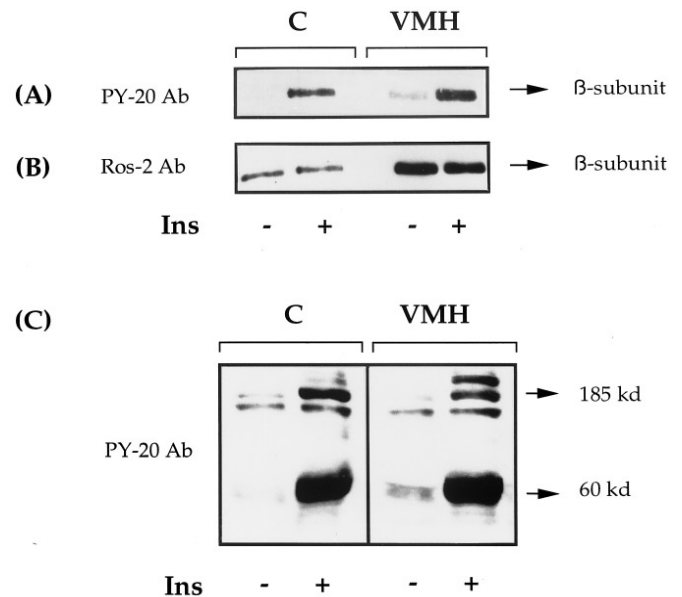 C VMH
(A) PY-20 Ab ß-subunit
(B) Ros-2 Ab ß-subunit
Ins - + - +
(C)
C VMH
185 kd
PY-20 Ab
60 kd
Ins - + - +